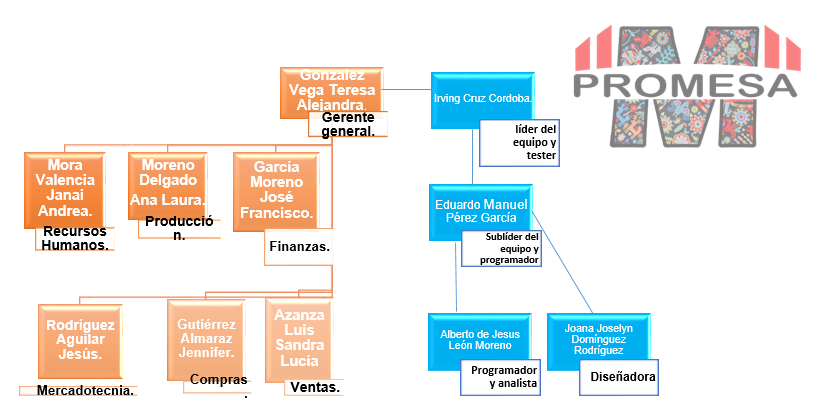 PROMESA
González
Vega Teresa
Alejandra.
Gerente
general.
Irving Cruz Cordoba.
líder del
equipo y
tester
Mora
Valencia
Janai
Andrea.
Recursos
Humanos.
Moreno
Delgado
Ana Laura.
Producció
n.
García
Moreno
José
Francisco.
Finanzas.
Eduardo Manuel
Pérez García
Sublíder del
equipo y
programador
Rodríguez
Aguilar
Jesús.
Mercadotecnia.
Gutiérrez
Almaraz
Jennifer.
Compras
.
Azanza
Luis
Sandra
Lucía
Ventas.
Alberto de Jesus
León Moreno
Programador
y analista
Joana Joselyn
Domínguez
Rodríguez
Diseñadora